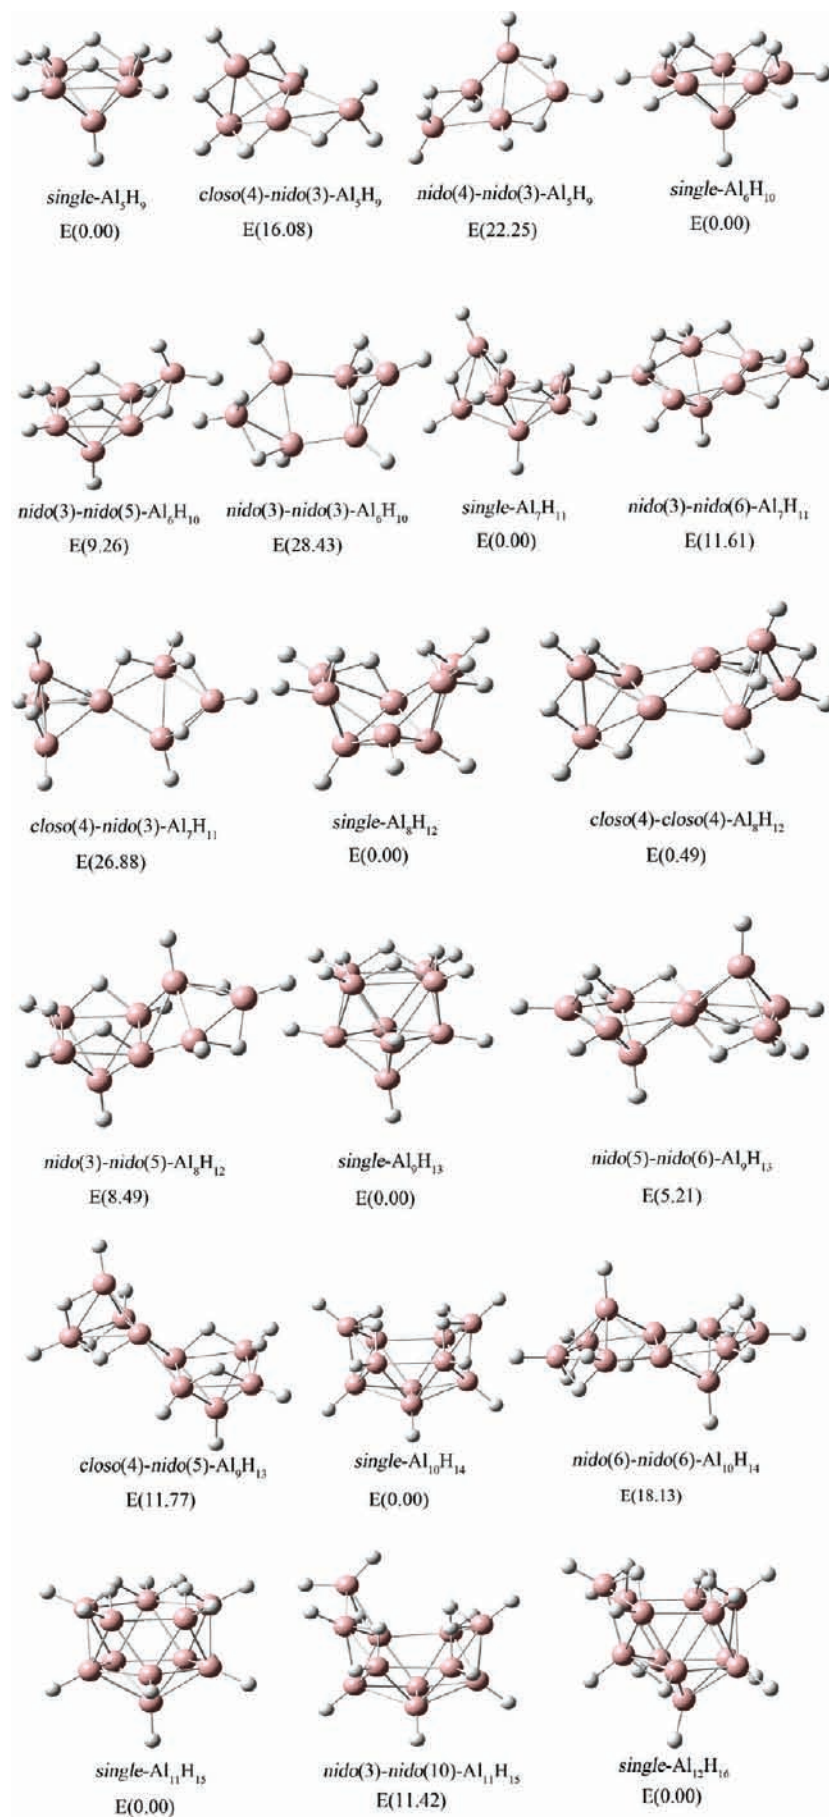 single-Al₅H₉ closo(4)-nido(3)-Al₅H₉ nido(4)-nido(3)-Al₅H₉ single-Al₆H₁₀
E(0.00) E(16.08) E(22.25) E(0.00)
nido(3)-nido(5)-Al₆H₁₀ nido(3)-nido(3)-Al₆H₁₀ single-Al₇H₁₁ nido(3)-nido(6)-Al₇H₁₁
E(9.26) E(28.43) E(0.00) E(11.61)
closo(4)-nido(3)-Al₇H₁₁ single-Al₈H₁₂ closo(4)-closo(4)-Al₈H₁₂
E(26.88) E(0.00) E(0.49)
nido(3)-nido(5)-Al₈H₁₂ single-Al₉H₁₃ nido(5)-nido(6)-Al₉H₁₃
E(8.49) E(0.00) E(5.21)
closo(4)-nido(5)-Al₉H₁₃ single-Al₁₀H₁₄ nido(6)-nido(6)-Al₁₀H₁₄
E(11.77) E(0.00) E(18.13)
single-Al₁₁H₁₅ nido(3)-nido(10)-Al₁₁H₁₅ single-Al₁₂H₁₆
E(0.00) E(11.42) E(0.00)